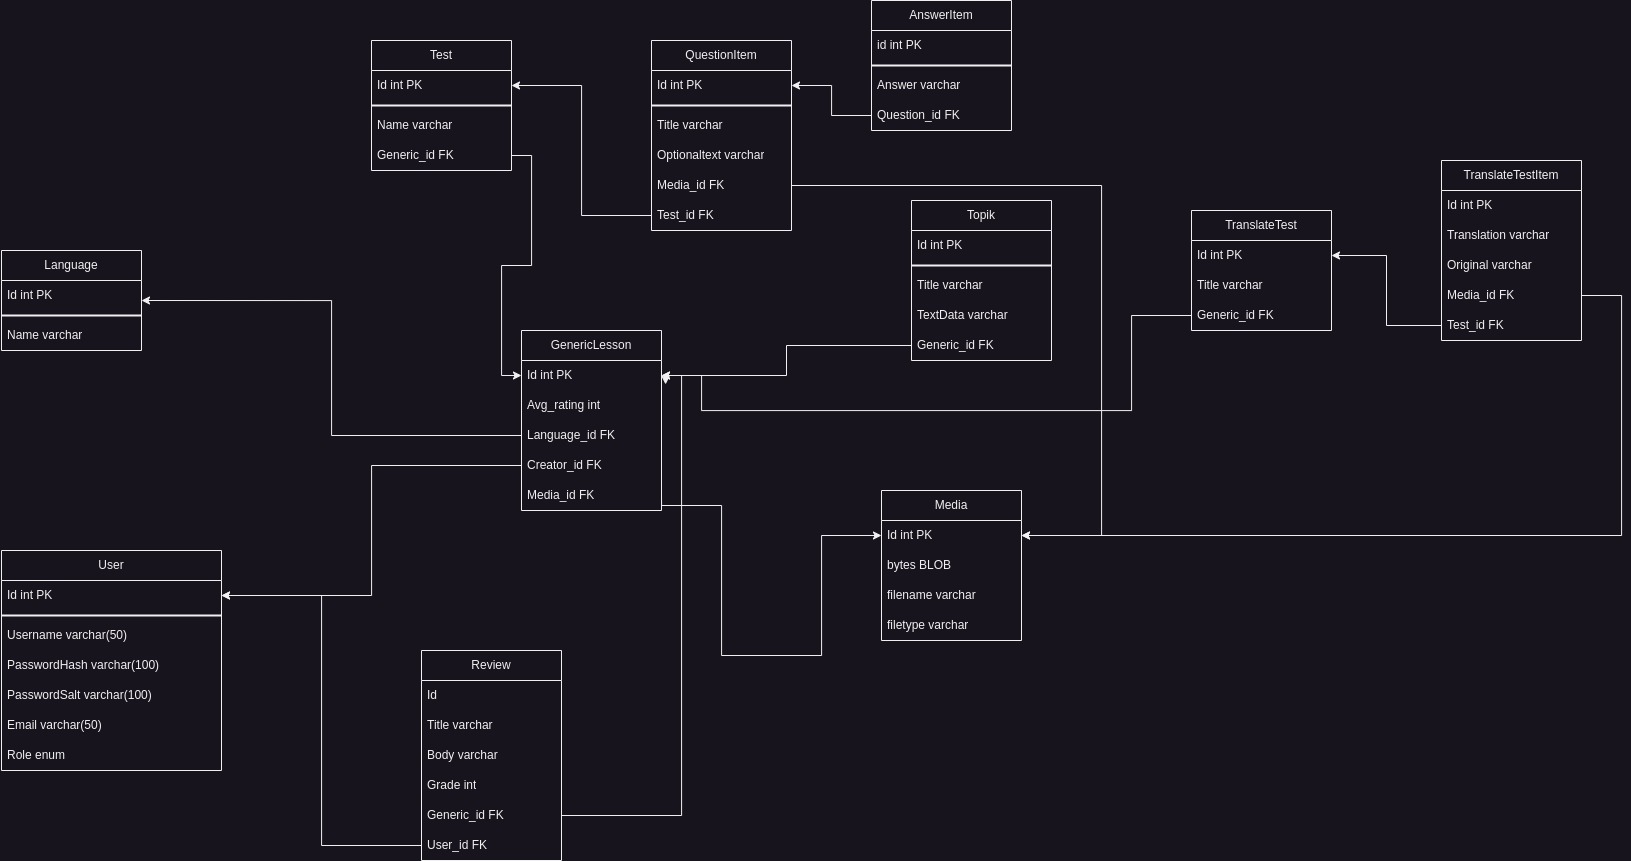 AnswerItem
id int PK
Answer varchar
Question_id FK
Test
Id int PK
Name varchar
Generic_id FK
QuestionItem
Id int PK
Title varchar
Optionaltext varchar
Media_id FK
Test_id FK
TranslateTestItem
Id int PK
Translation varchar
Original varchar
Media_id FK
Test_id FK
Topik
Id int PK
Title varchar
TextData varchar
Generic_id FK
TranslateTest
Id int PK
Title varchar
Generic_id FK
Language
Id int PK
Name varchar
GenericLesson
Id int PK
Avg_rating int
Language_id FK
Creator_id FK
Media_id FK
Media
Id int PK
bytes BLOB
filename varchar
filetype varchar
User
Id int PK
Username varchar(50)
PasswordHash varchar(100)
PasswordSalt varchar(100)
Email varchar(50)
Role enum
Review
Id
Title varchar
Body varchar
Grade int
Generic_id FK
User_id FK